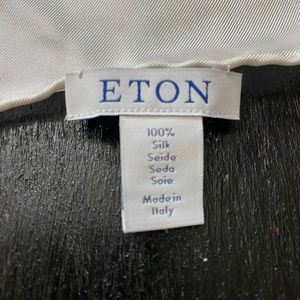 ETON
100%
Silk
Seide
Seda
Soie
Made in
Italy